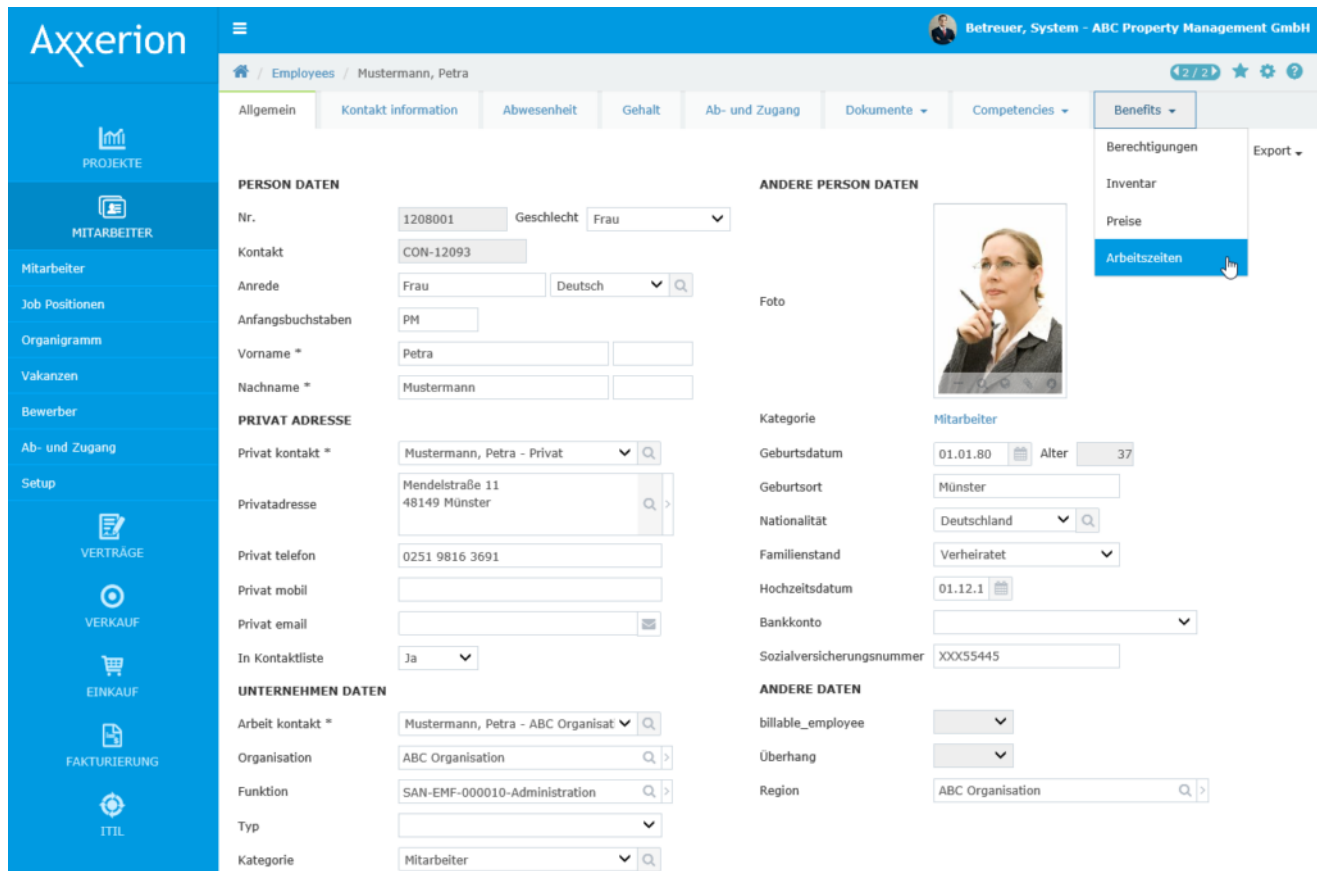 Axxerion
Betreuer, System - ABC Property Management GmbH
/ Employees / Mustermann, Petra
2 / 2
Allgemein Kontakt information Abwesenheit Gehalt Ab- und Zugang Dokumente Competencies Benefits
Berechtigungen
Inventar
Preise
Arbeitszeiten
Export
PROJEKTE
MITARBEITER
Mitarbeiter
Job Positionen
Organigramm
Vakanzen
Bewerber
Ab- und Zugang
Setup
VERTRÄGE
VERKAUF
EINKAUF
FAKTURIERUNG
ITIL
PERSON DATEN
Nr. 1208001 Geschlecht Frau
Kontakt CON-12093
Anrede Frau Deutsch
Anfangsbuchstaben PM
Vorname * Petra
Nachname * Mustermann
PRIVAT ADRESSE
Privat kontakt * Mustermann, Petra - Privat
Privatadresse Mendelstraße 11
48149 Münster
Privat telefon 0251 9816 3691
Privat mobil
Privat email
In Kontaktliste Ja
UNTERNEHMEN DATEN
Arbeit kontakt * Mustermann, Petra - ABC Organisat
Organisation ABC Organisation
Funktion SAN-EMF-000010-Administration
Typ
Kategorie Mitarbeiter
ANDERE PERSON DATEN
Foto
Kategorie Mitarbeiter
Geburtsdatum 01.01.80 Alter 37
Geburtsort Münster
Nationalität Deutschland
Familienstand Verheiratet
Hochzeitsdatum 01.12.1
Bankkonto
Sozialversicherungsnummer XXX55445
ANDERE DATEN
billable_employee
Überhang
Region ABC Organisation